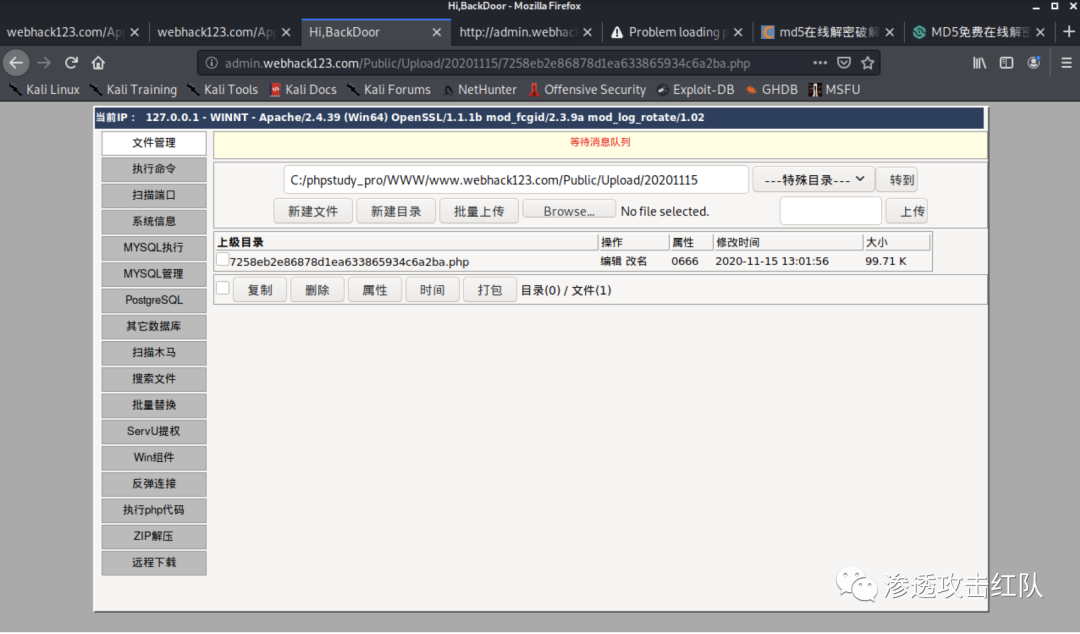 Hi,BackDoor - Mozilla Firefox
webhack123.com/Ap
webhack123.com/Ap
Hi,BackDoor
http://admin.webhac
Problem loading p
md5在线解密破解
MD5免费在线解密
admin.webhack123.com/Public/Upload/20201115/7258eb2e86878d1ea633865934c6a2ba.php
Kali Linux
Kali Training
Kali Tools
Kali Docs
Kali Forums
NetHunter
Offensive Security
Exploit-DB
GHDB
MSFU
当前IP： 127.0.0.1 - WINNT - Apache/2.4.39 (Win64) OpenSSL/1.1.1b mod_fcgid/2.3.9a mod_log_rotate/1.02
文件管理
执行命令
扫描端口
系统信息
MYSQL执行
MYSQL管理
PostgreSQL
其它数据库
扫描木马
搜索文件
批量替换
ServU提权
Win组件
反弹连接
执行php代码
ZIP解压
远程下载
等待消息队列
C:/phpstudy_pro/WWW/www.webhack123.com/Public/Upload/20201115
---特殊目录---
转到
新建文件
新建目录
批量上传
Browse...
No file selected.
上传
上级目录 操作 属性 修改时间 大小
7258eb2e86878d1ea633865934c6a2ba.php 编辑 改名 0666 2020-11-15 13:01:56 99.71 K
复制
删除
属性
时间
打包
目录(0) / 文件(1)
渗透攻击红队